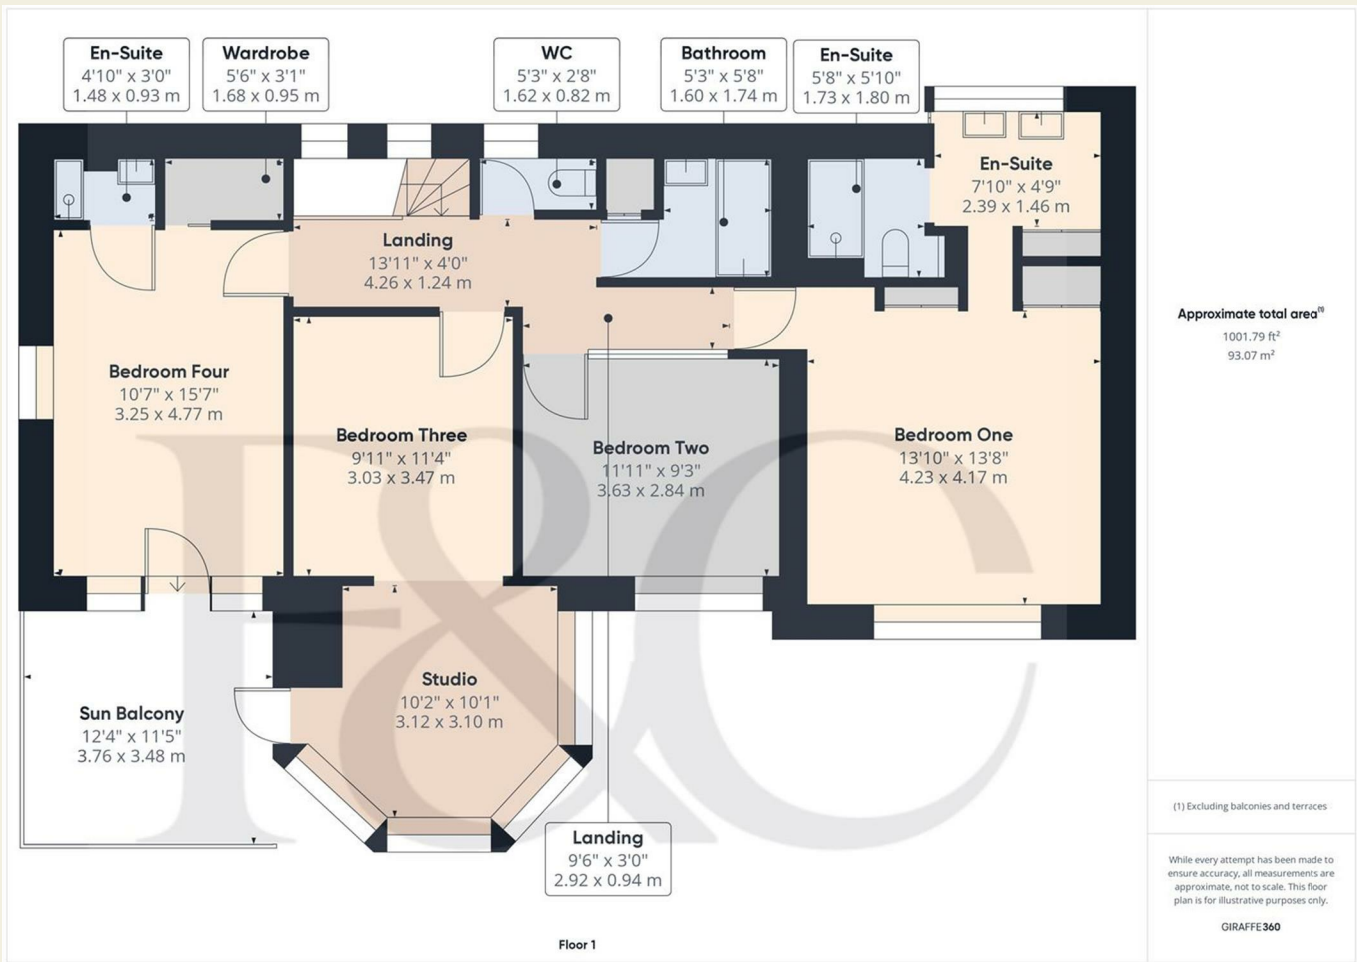 En-Suite
4'10" x 3'0"
1.48 x 0.93 m
Wardrobe
5'6" x 3'1"
1.68 x 0.95 m
WC
5'3" x 2'8"
1.62 x 0.82 m
Bathroom
5'3" x 5'8"
1.60 x 1.74 m
En-Suite
5'8" x 5'10"
1.73 x 1.80 m
En-Suite
7'10" x 4'9"
2.39 x 1.46 m
Landing
13'11" x 4'0"
4.26 x 1.24 m
Bedroom Four
10'7" x 15'7"
3.25 x 4.77 m
Bedroom Three
9'11" x 11'4"
3.03 x 3.47 m
Bedroom Two
11'11" x 9'3"
3.63 x 2.84 m
Bedroom One
13'10" x 13'8"
4.23 x 4.17 m
Sun Balcony
12'4" x 11'5"
3.76 x 3.48 m
Studio
10'2" x 10'1"
3.12 x 3.10 m
Landing
9'6" x 3'0"
2.92 x 0.94 m
F&C
Floor 1
Approximate total area⁽¹⁾
1001.79 ft²
93.07 m²
(1) Excluding balconies and terraces
While every attempt has been made to
ensure accuracy, all measurements are
approximate, not to scale. This floor
plan is for illustrative purposes only.
GIRAFFE360